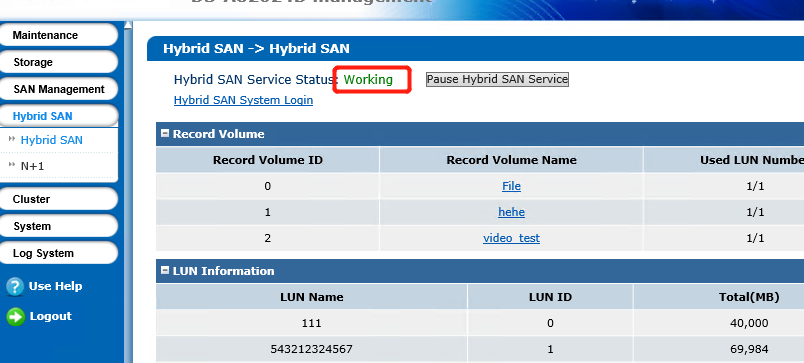 Maintenance
Storage
SAN Management
Hybrid SAN
Hybrid SAN
N+1
Cluster
System
Log System
Use Help
Logout
Hybrid SAN -> Hybrid SAN
Hybrid SAN Service Status: Working Pause Hybrid SAN Service
Hybrid SAN System Login
Record Volume
Record Volume ID Record Volume Name Used LUN Numbe
0 File 1/1
1 hehe 1/1
2 video_test 1/1
LUN Information
LUN Name LUN ID Total(MB)
111 0 40,000
543212324567 1 69,984